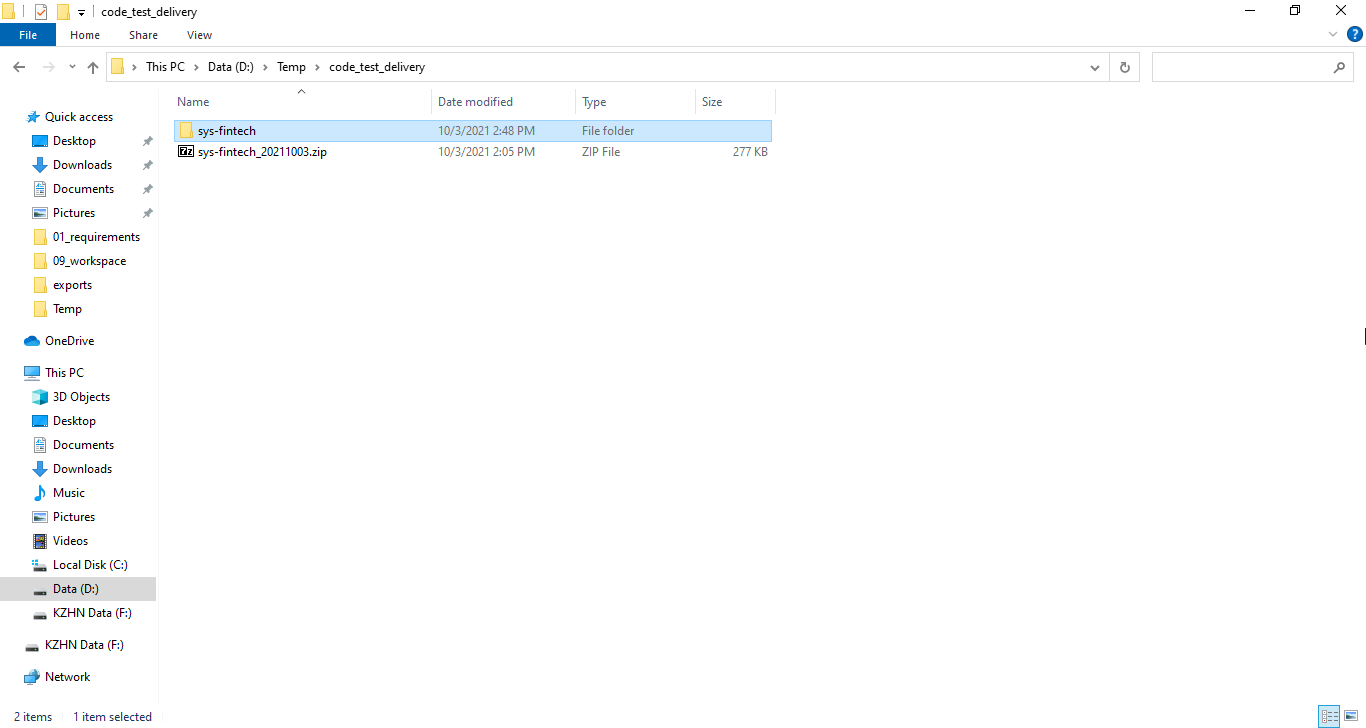 code_test_delivery
File Home Share View
This PC Data (D:) Temp code_test_delivery
Name Date modified Type Size
sys-fintech 10/3/2021 2:48 PM File folder
sys-fintech_20211003.zip 10/3/2021 2:05 PM ZIP File 277 KB
Quick access
Desktop
Downloads
Documents
Pictures
01_requirements
09_workspace
exports
Temp
OneDrive
This PC
3D Objects
Desktop
Documents
Downloads
Music
Pictures
Videos
Local Disk (C:)
Data (D:)
KZHN Data (F:)
KZHN Data (F:)
Network
2 items 1 item selected